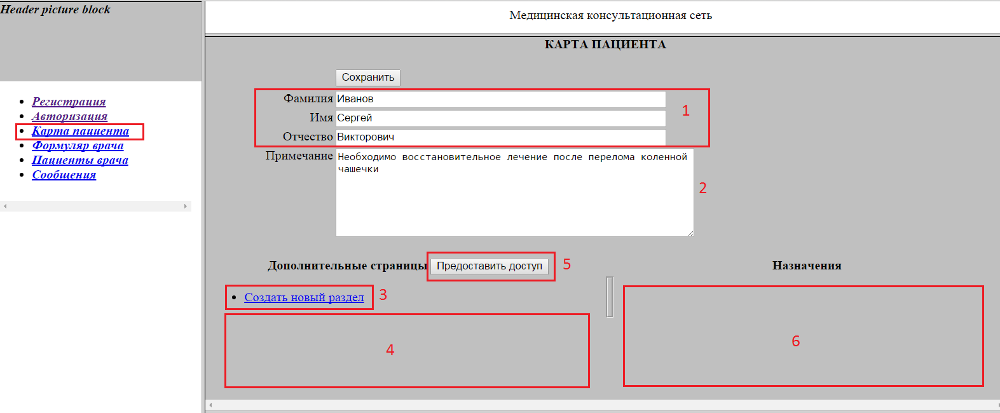 Header picture block
Медицинская консультационная сеть
Регистрация
Авторизация
Карта пациента
Формуляр врача
Пациенты врача
Сообщения
КАРТА ПАЦИЕНТА
Сохранить
Фамилия Иванов
1
Имя Сергей
Отчество Викторович
Примечание Необходимо восстановительное лечение после перелома коленной
чашечки
2
Дополнительные страницы Предоставить доступ 5
Назначения
Создать новый раздел 3
4
6